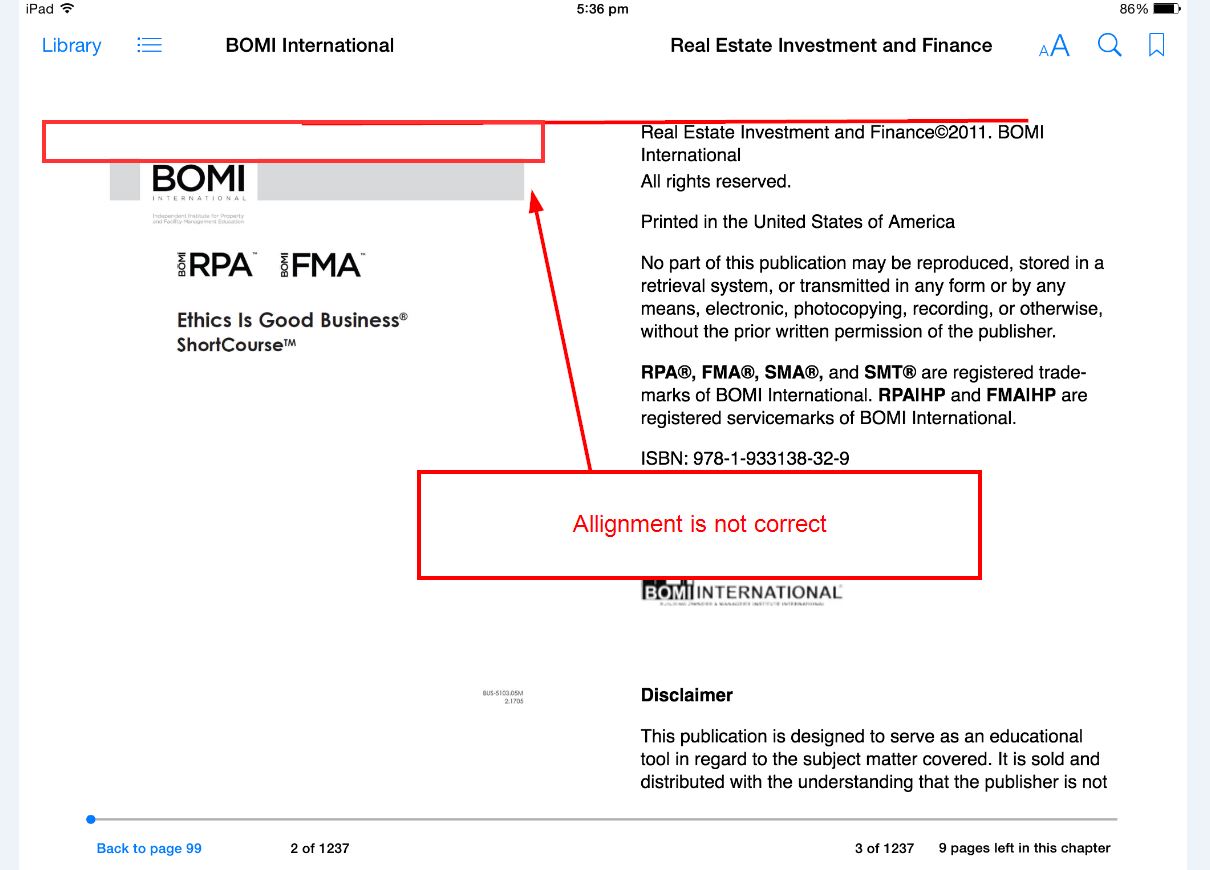 iPad
5:36 pm
86%
Library
BOMI International
Real Estate Investment and Finance
AA
BOMI
INTERNATIONAL
Independent Institute for Property
and Facility Management Education
BOMI RPA™ BOMI FMA™
Ethics Is Good Business®
ShortCourse™
BUS-5103.05M
2.1705
Real Estate Investment and Finance©2011. BOMI
International
All rights reserved.
Printed in the United States of America
No part of this publication may be reproduced, stored in a
retrieval system, or transmitted in any form or by any
means, electronic, photocopying, recording, or otherwise,
without the prior written permission of the publisher.
RPA®, FMA®, SMA®, and SMT® are registered trade-
marks of BOMI International. RPA|HP and FMA|HP are
registered servicemarks of BOMI International.
ISBN: 978-1-933138-32-9
Allignment is not correct
BOMI INTERNATIONAL
Disclaimer
This publication is designed to serve as an educational
tool in regard to the subject matter covered. It is sold and
distributed with the understanding that the publisher is not
Back to page 99
2 of 1237
3 of 1237
9 pages left in this chapter